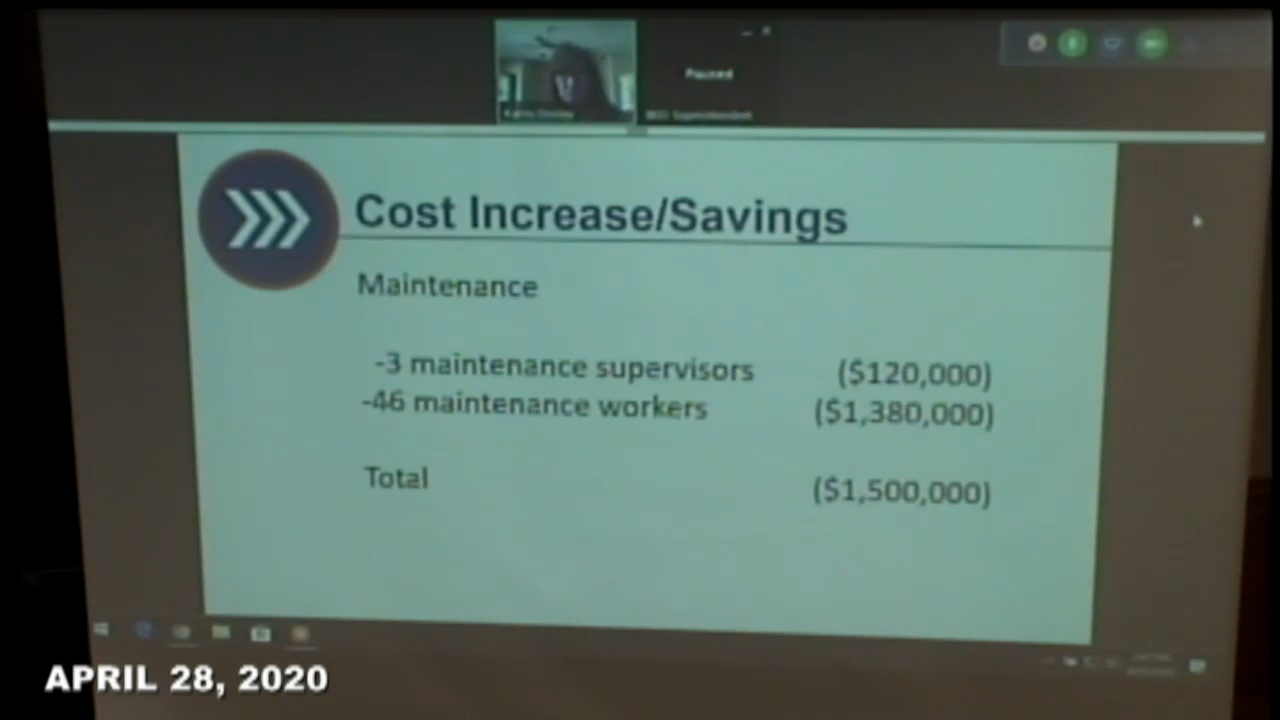 Paused
Cost Increase/Savings
Maintenance
-3 maintenance supervisors ($120,000)
-46 maintenance workers ($1,380,000)
Total ($1,500,000)
APRIL 28, 2020